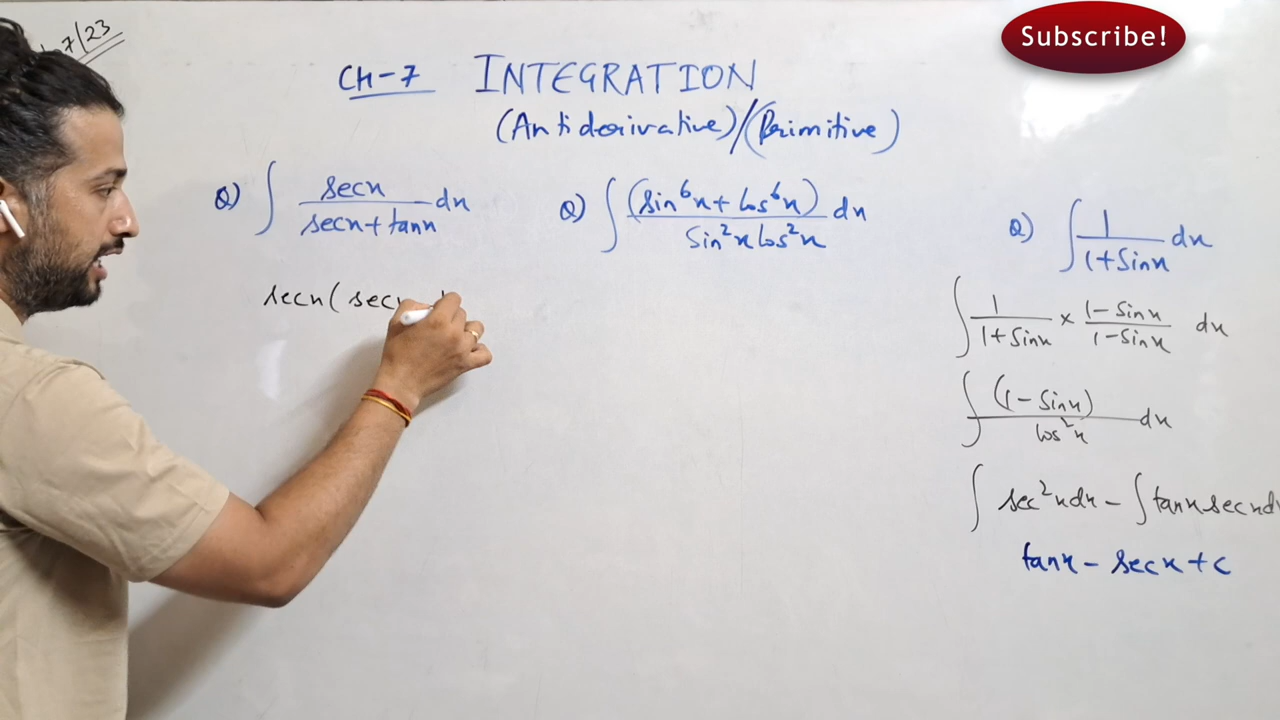 7/23
Subscribe!
CH-7 INTEGRATION
(Antiderivative)/(Primitive)
Q) ∫ secx / (secx + tanx) dx
secx(secx
Q) ∫ (sin⁶x + cos⁶x) / (sin²x cos²x) dx
Q) ∫ 1 / (1+sinx) dx
∫ 1 / (1+sinx) × (1-sinx) / (1-sinx) dx
∫ (1-sinx) / cos²x dx
∫ sec²x dx - ∫ tanx secx dx
tanx - secx + c